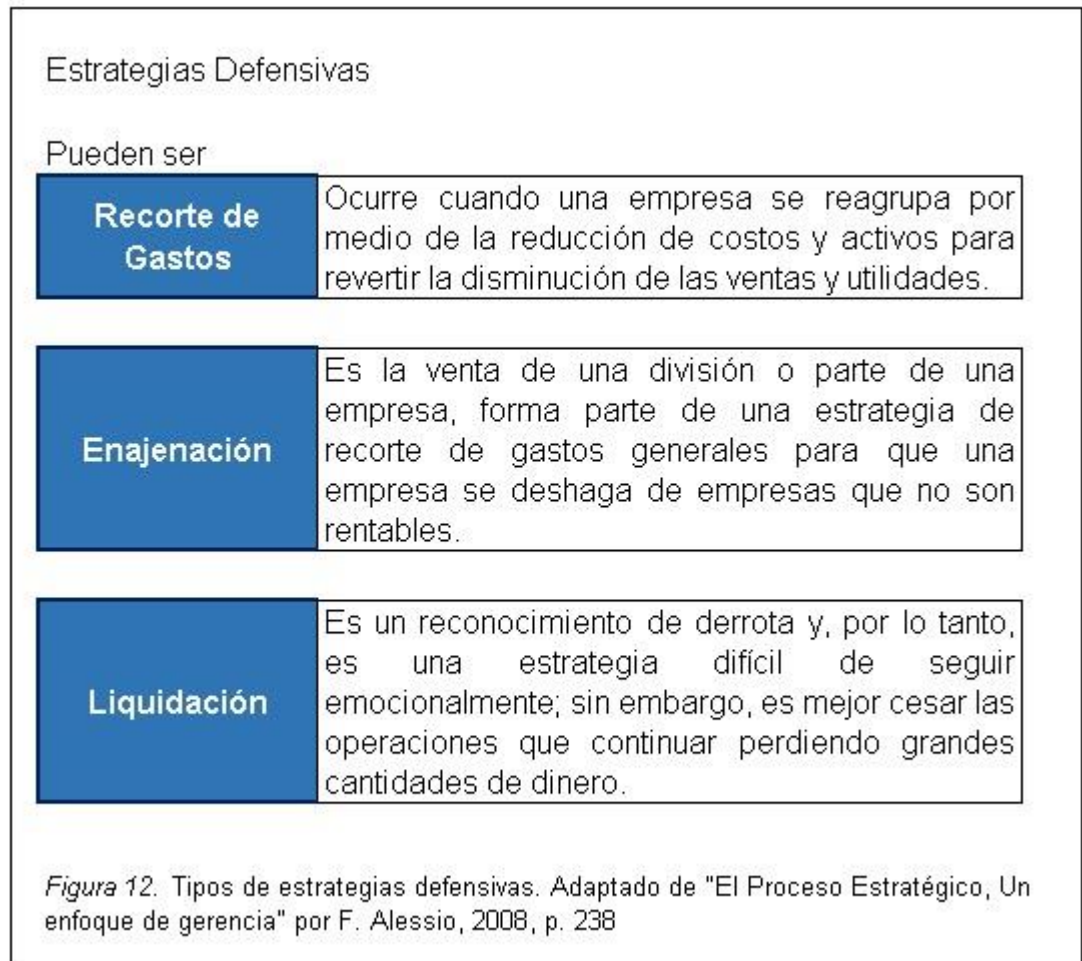 Estrategias Defensivas
Pueden ser
Recorte de
Gastos
Ocurre cuando una empresa se reagrupa por
medio de la reducción de costos y activos para
revertir la disminución de las ventas y utilidades.
Enajenación
Es la venta de una división o parte de una
empresa, forma parte de una estrategia de
recorte de gastos generales para que una
empresa se deshaga de empresas que no son
rentables.
Liquidación
Es un reconocimiento de derrota y, por lo tanto,
es una estrategia difícil de seguir
emocionalmente; sin embargo, es mejor cesar las
operaciones que continuar perdiendo grandes
cantidades de dinero.
Figura 12. Tipos de estrategias defensivas. Adaptado de "El Proceso Estratégico, Un
enfoque de gerencia" por F. Alessio, 2008, p. 238